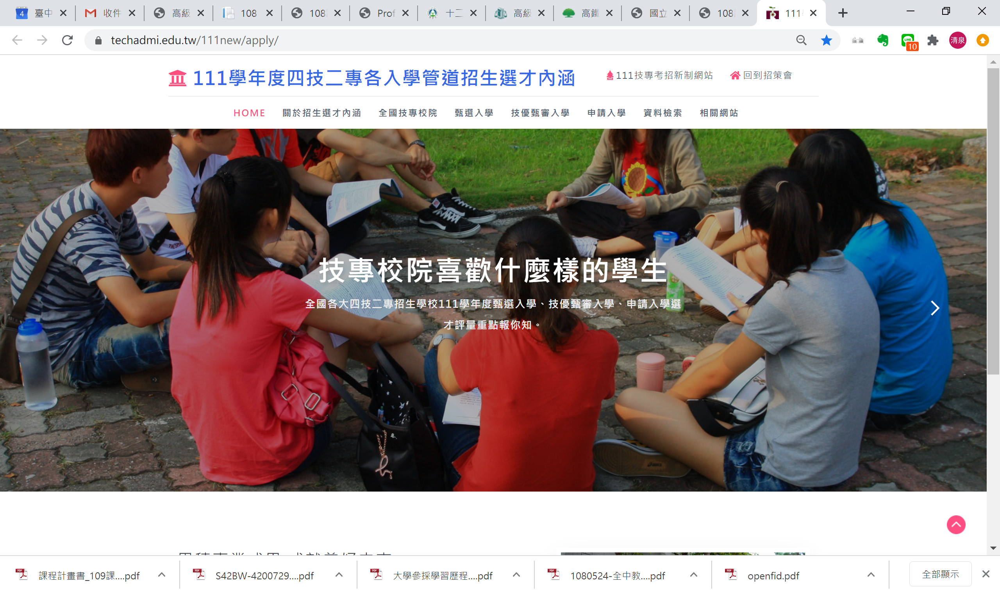 4 臺中
收件
高級
108
108
Prof
十二
高級
高鐵
國立
108
111
techadmi.edu.tw/111new/apply/
LINE
10
清泉
111學年度四技二專各入學管道招生選才內涵
111技專考招新制網站
回到招策會
HOME
關於招生選才內涵
全國技專校院
甄選入學
技優甄審入學
申請入學
資料檢索
相關網站
技專校院喜歡什麼樣的學生
全國各大四技二專招生學校111學年度甄選入學、技優甄審入學、申請入學選
才評量重點報你知。
asics
課程計畫書_109課....pdf
S42BW-4200729....pdf
大學參採學習歷程....pdf
1080524-全中教....pdf
openfid.pdf
全部顯示